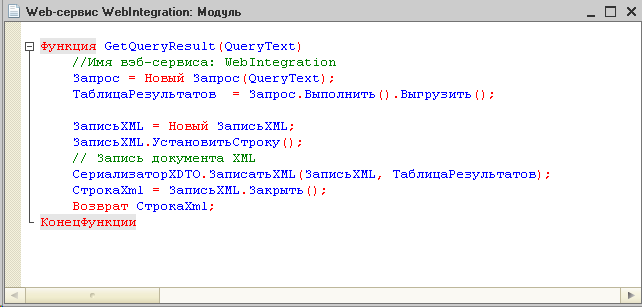 Web-сервис WebIntegration: Модуль
Функция GetQueryResult(QueryText)
//Имя вэб-сервиса: WebIntegration
Запрос = Новый Запрос(QueryText);
ТаблицаРезультатов  = Запрос.Выполнить().Выгрузить();
ЗаписьXML = Новый ЗаписьXML;
ЗаписьXML.УстановитьСтроку();
// Запись документа XML
СериализаторXDTO.ЗаписатьXML(ЗаписьXML, ТаблицаРезультатов);
СтрокаXml = ЗаписьXML.Закрыть();
Возврат СтрокаXml;
КонецФункции